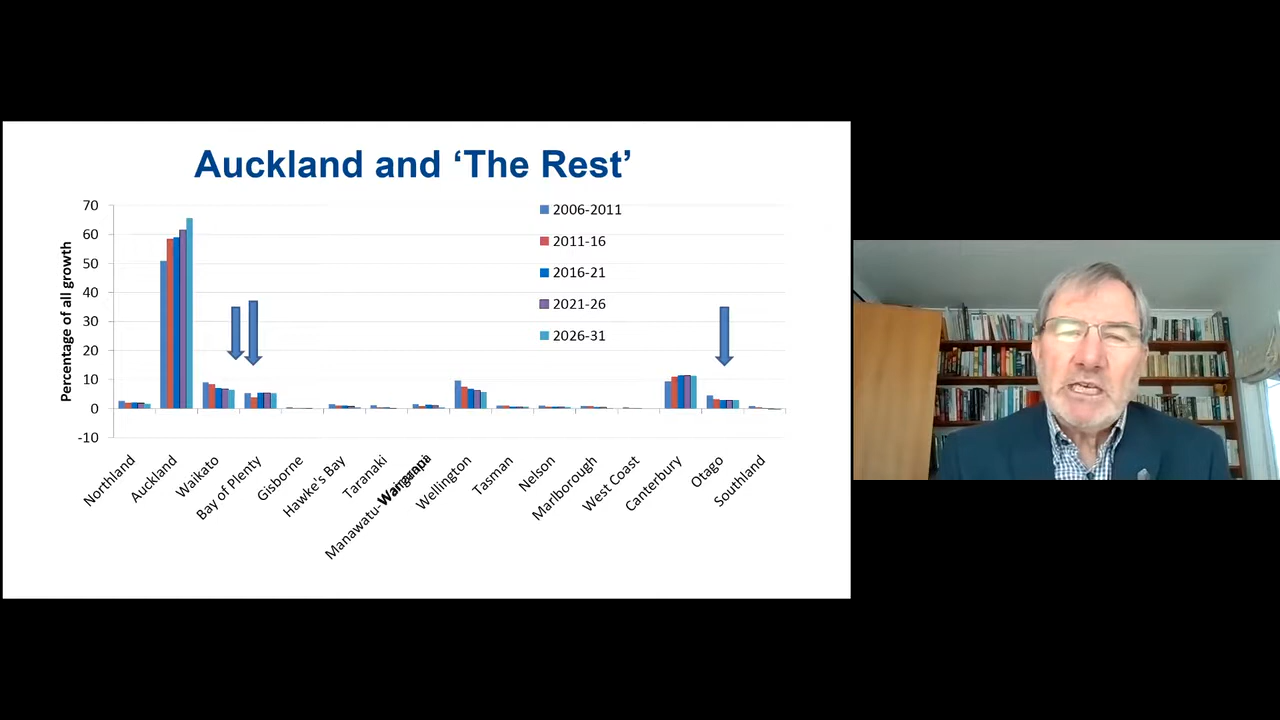 Auckland and ‘The Rest’
Percentage of all growth
70
60
50
40
30
20
10
0
-10
2006-2011
2011-16
2016-21
2021-26
2026-31
Northland
Auckland
Waikato
Bay of Plenty
Gisborne
Hawke's Bay
Taranaki
Manawatu-
Wellington
Tasman
Nelson
Marlborough
West Coast
Canterbury
Otago
Southland